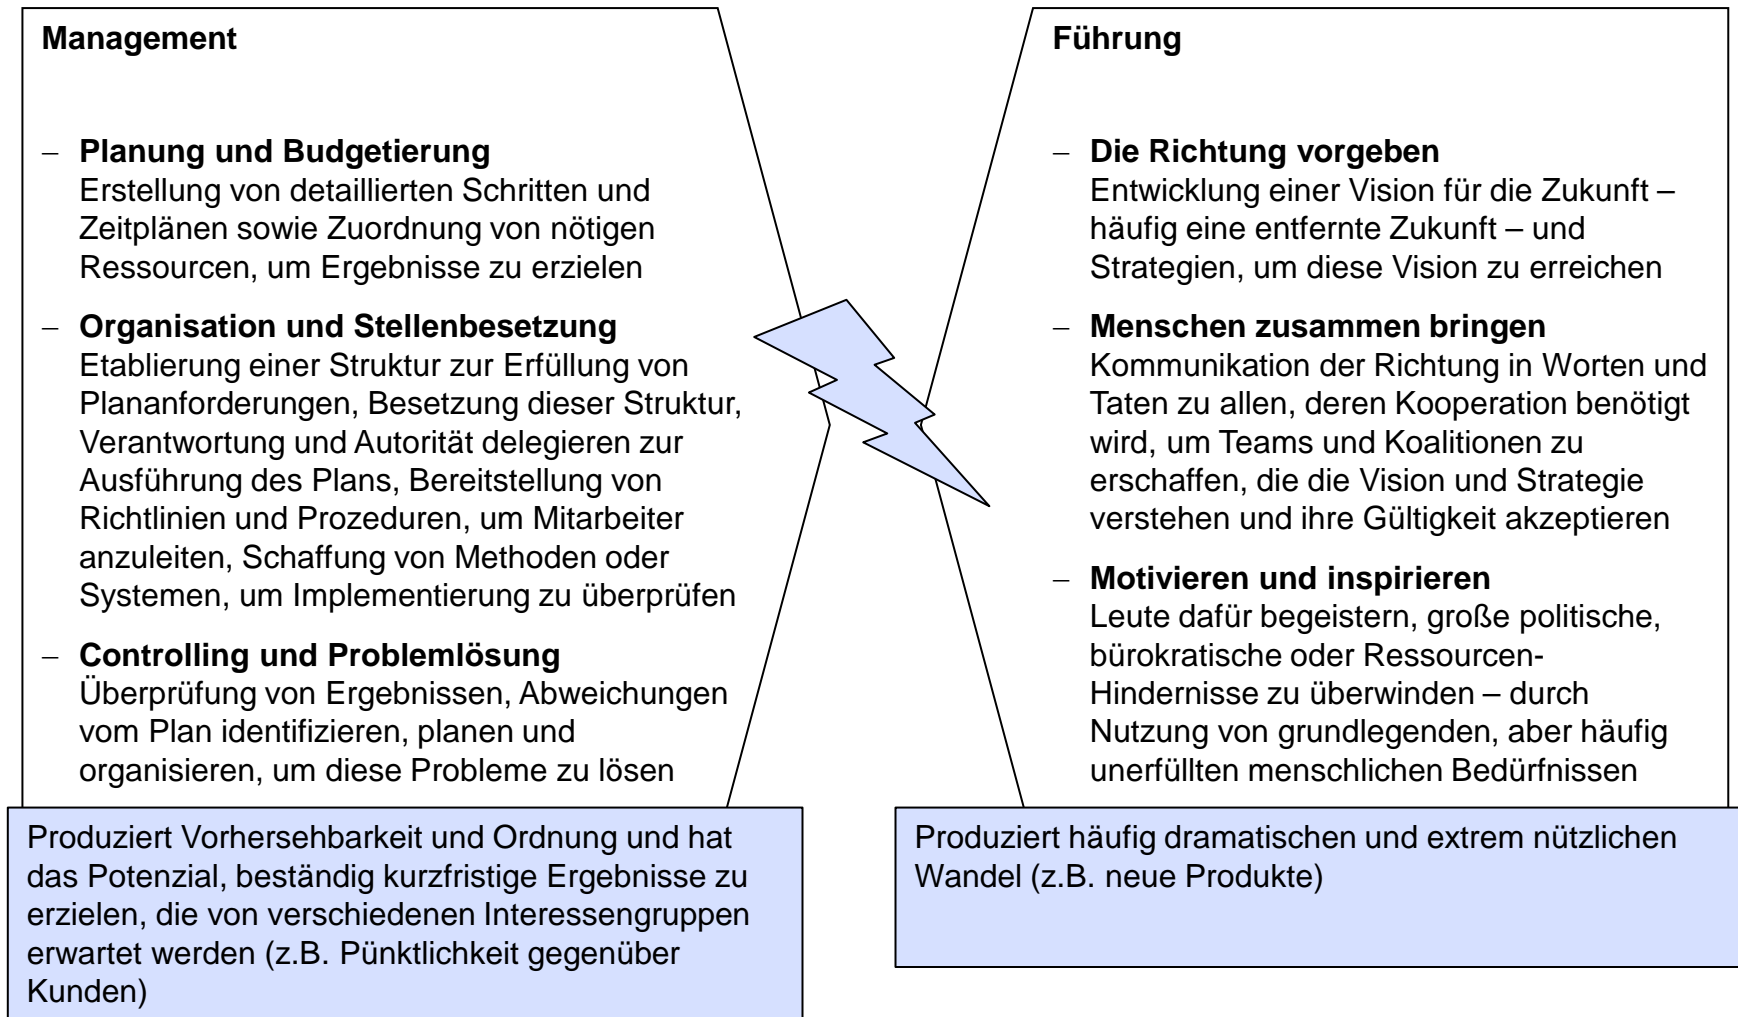 Management
– Planung und Budgetierung
Erstellung von detaillierten Schritten und
Zeitplänen sowie Zuordnung von nötigen
Ressourcen, um Ergebnisse zu erzielen
– Organisation und Stellenbesetzung
Etablierung einer Struktur zur Erfüllung von
Plananforderungen, Besetzung dieser Struktur,
Verantwortung und Autorität delegieren zur
Ausführung des Plans, Bereitstellung von
Richtlinien und Prozeduren, um Mitarbeiter
anzuleiten, Schaffung von Methoden oder
Systemen, um Implementierung zu überprüfen
– Controlling und Problemlösung
Überprüfung von Ergebnissen, Abweichungen
vom Plan identifizieren, planen und
organisieren, um diese Probleme zu lösen
Produziert Vorhersehbarkeit und Ordnung und hat
das Potenzial, beständig kurzfristige Ergebnisse zu
erzielen, die von verschiedenen Interessengruppen
erwartet werden (z.B. Pünktlichkeit gegenüber
Kunden)
Führung
– Die Richtung vorgeben
Entwicklung einer Vision für die Zukunft –
häufig eine entfernte Zukunft – und
Strategien, um diese Vision zu erreichen
– Menschen zusammen bringen
Kommunikation der Richtung in Worten und
Taten zu allen, deren Kooperation benötigt
wird, um Teams und Koalitionen zu
erschaffen, die die Vision und Strategie
verstehen und ihre Gültigkeit akzeptieren
– Motivieren und inspirieren
Leute dafür begeistern, große politische,
bürokratische oder Ressourcen-
Hindernisse zu überwinden – durch
Nutzung von grundlegenden, aber häufig
unerfüllten menschlichen Bedürfnissen
Produziert häufig dramatischen und extrem nützlichen
Wandel (z.B. neue Produkte)